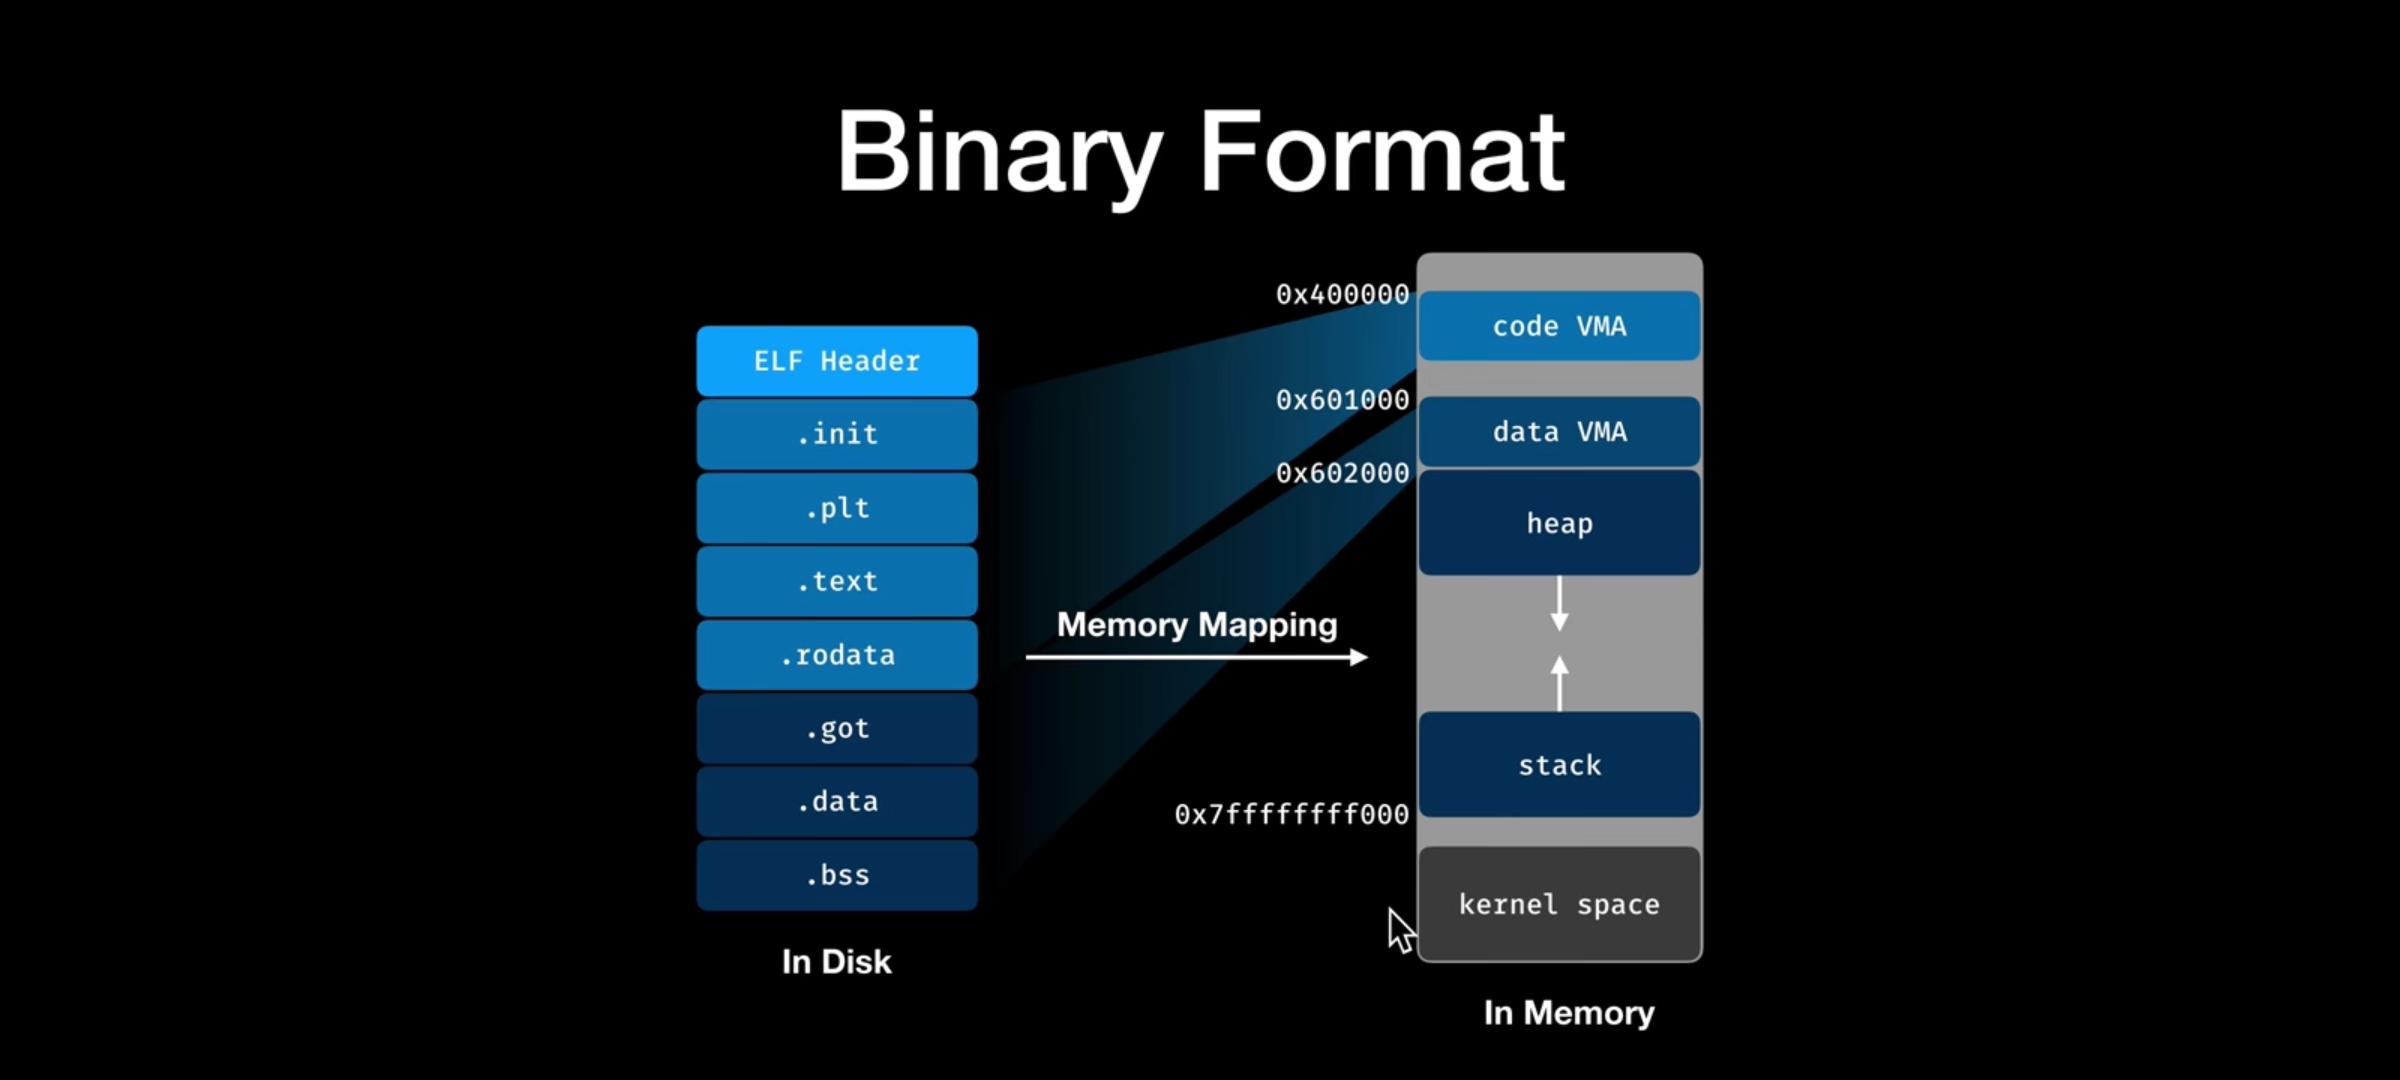 Binary Format
ELF Header
.init
.plt
.text
.rodata
.got
.data
.bss
In Disk
Memory Mapping
0x400000
0x601000
0x602000
0x7ffffffff000
code VMA
data VMA
heap
stack
kernel space
In Memory